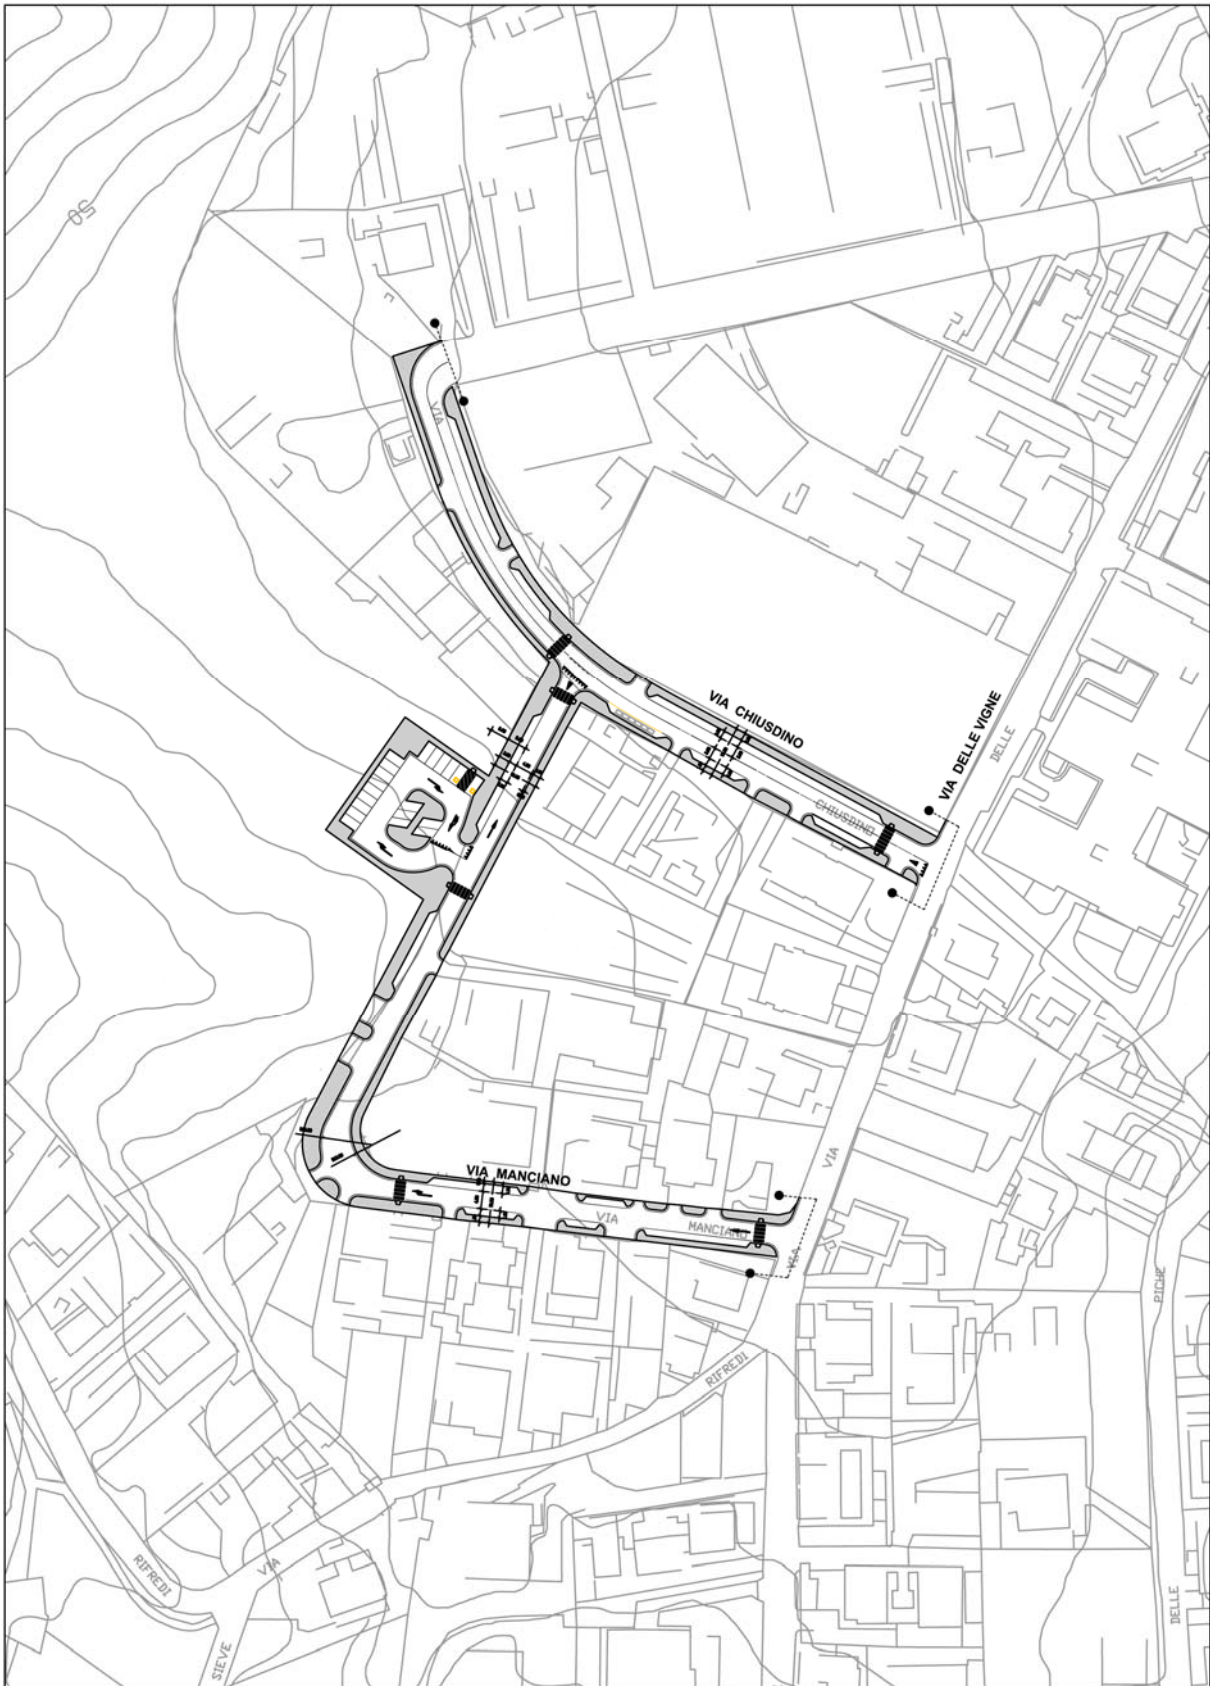 50
VIA
VIA CHIUSDINO
VIA DELLE VIGNE
DELLE
CHIUSDINO
VIA
VIA MANCIANO
VIA
MANCIANO
VIA
PICHE
RIFREDI
RIFREDI
VIA
DELLE
SIEVE